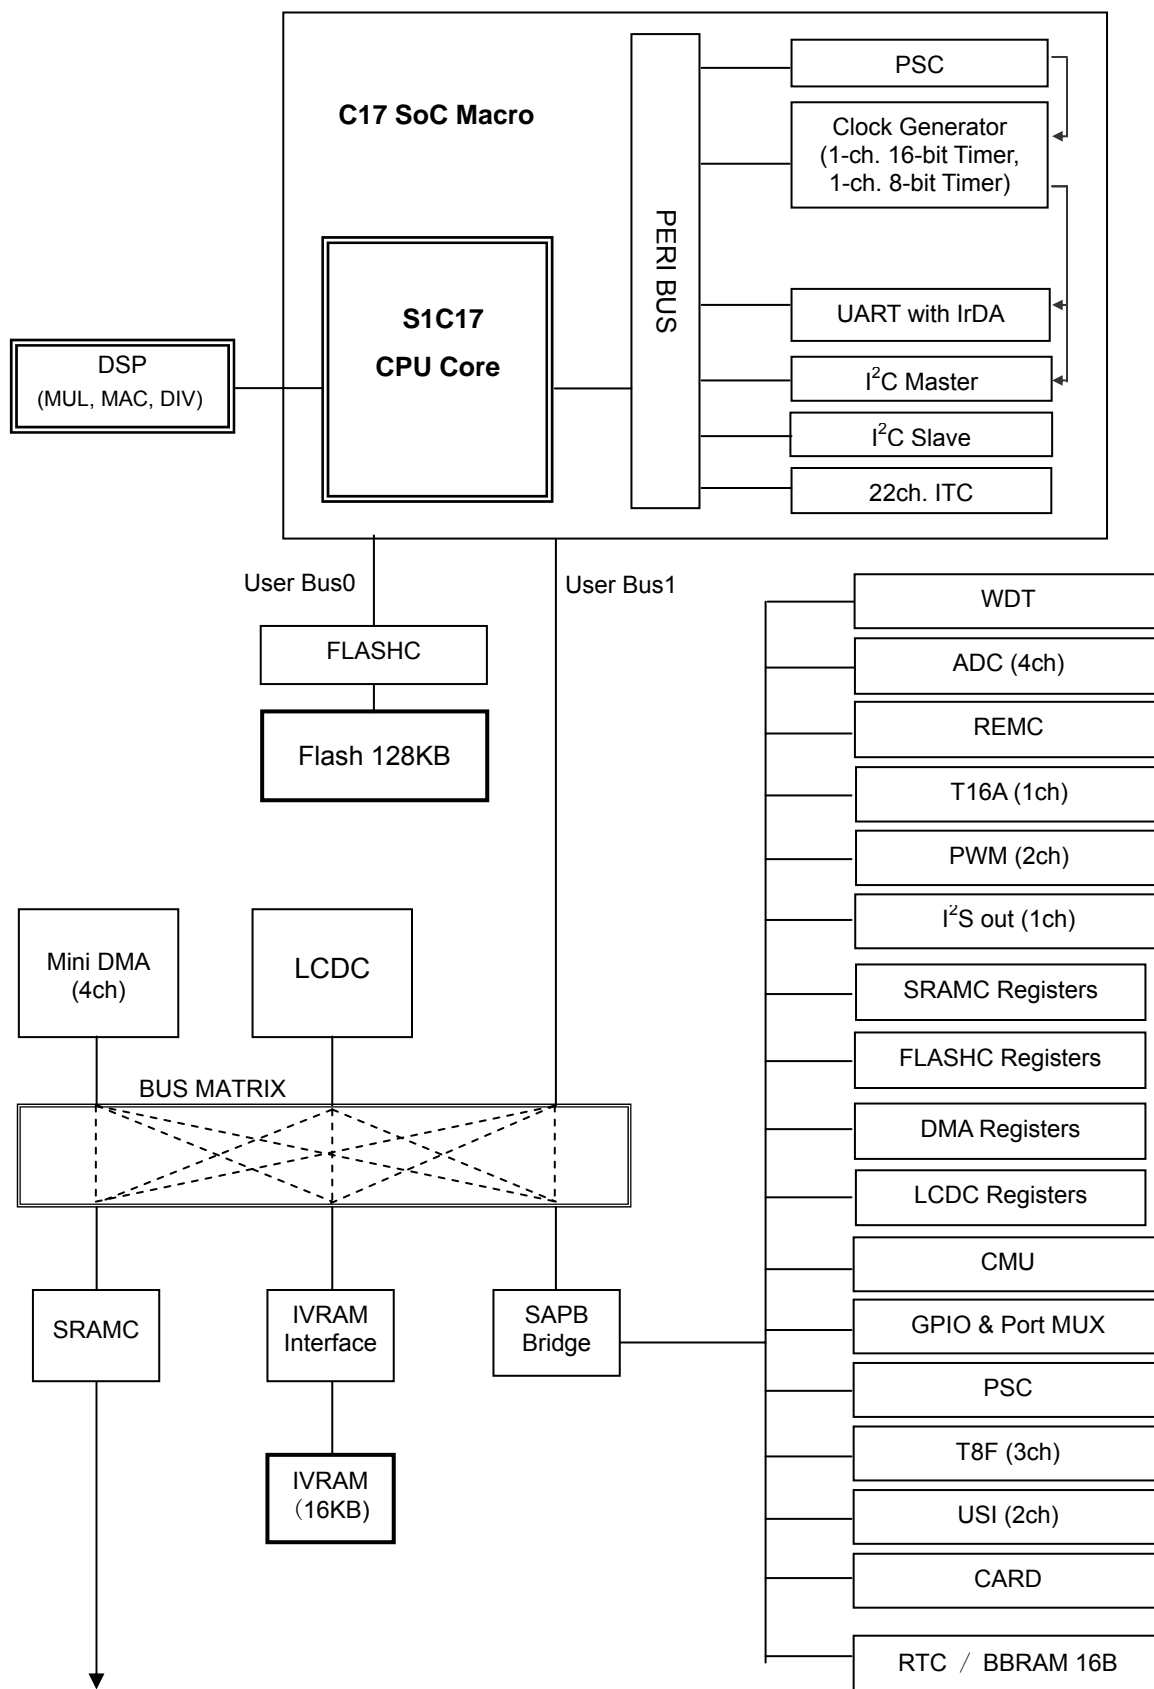 C17 SoC Macro
PSC
Clock Generator
(1-ch. 16-bit Timer,
1-ch. 8-bit Timer)
PERI BUS
S1C17
CPU Core
UART with IrDA
DSP
(MUL, MAC, DIV)
I²C Master
I²C Slave
22ch. ITC
User Bus0
User Bus1
FLASHC
Flash 128KB
WDT
ADC (4ch)
REMC
T16A (1ch)
PWM (2ch)
I²S out (1ch)
SRAMC Registers
FLASHC Registers
DMA Registers
LCDC Registers
CMU
GPIO & Port MUX
PSC
T8F (3ch)
USI (2ch)
CARD
RTC / BBRAM 16B
Mini DMA
(4ch)
LCDC
BUS MATRIX
SRAMC
IVRAM
Interface
SAPB
Bridge
IVRAM
(16KB)